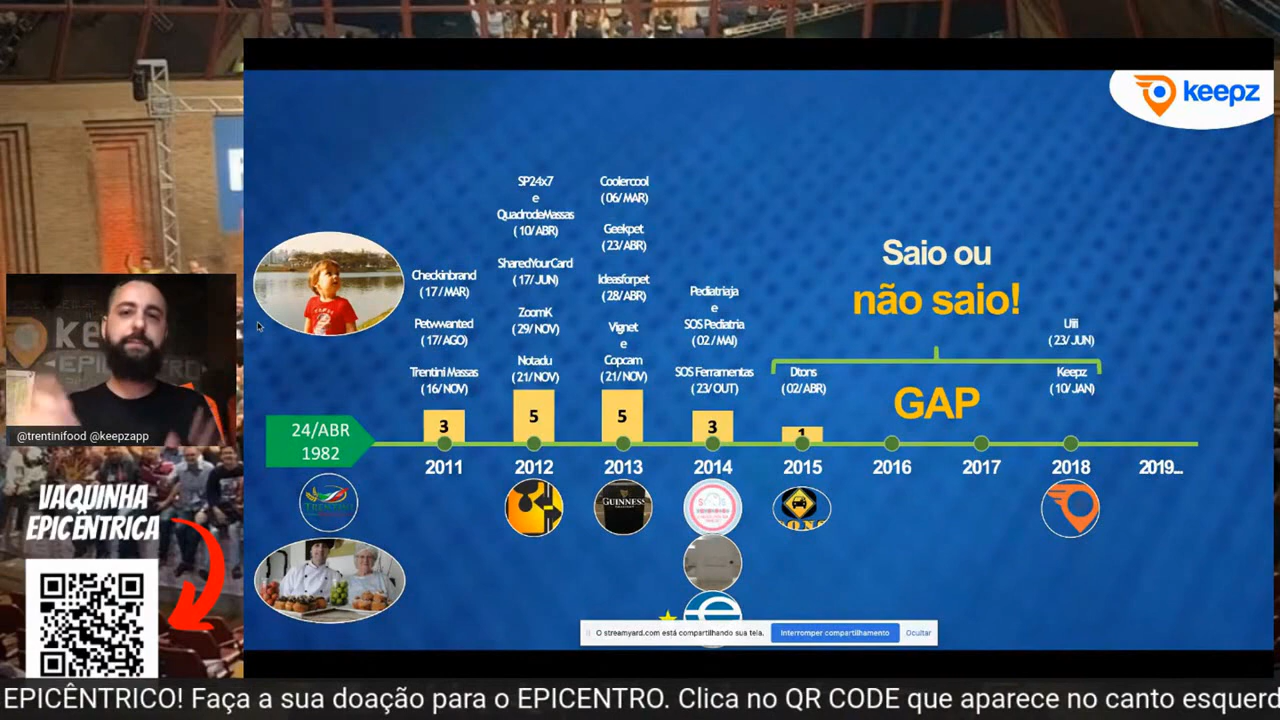 keepz
SP24x7
e
QuadrodeMassas
(10/ABR)
SharedYourCard
(17/JUN)
ZoomK
(29/NOV)
Notadu
(21/NOV)
Coolercool
(06/MAR)
Geekpet
(23/ABR)
Ideasforpet
(28/ABR)
Vignet
e
Copcam
(21/NOV)
Checkinbrand
(17/MAR)
Petwwanted
(17/AGO)
Trentini Massas
(16/NOV)
Pediatriaja
e
SOS Pediatria
(02/MAI)
SOS Ferramentas
(23/OUT)
Dtons
(02/ABR)
Saio ou
não saio!
GAP
Uiii
(23/JUN)
Keepz
(10/JAN)
24/ABR
1982
3
5
5
3
1
2011
2012
2013
2014
2015
2016
2017
2018
2019...
GUINNESS
@trentinifood @keepzapp
VAQUINHA
EPICÊNTRICA
O streamyard.com está compartilhando sua tela.
Interromper compartilhamento
Ocultar
EPICÊNTRICO! Faça a sua doação para o EPICENTRO. Clica no QR CODE que aparece no canto esquerd